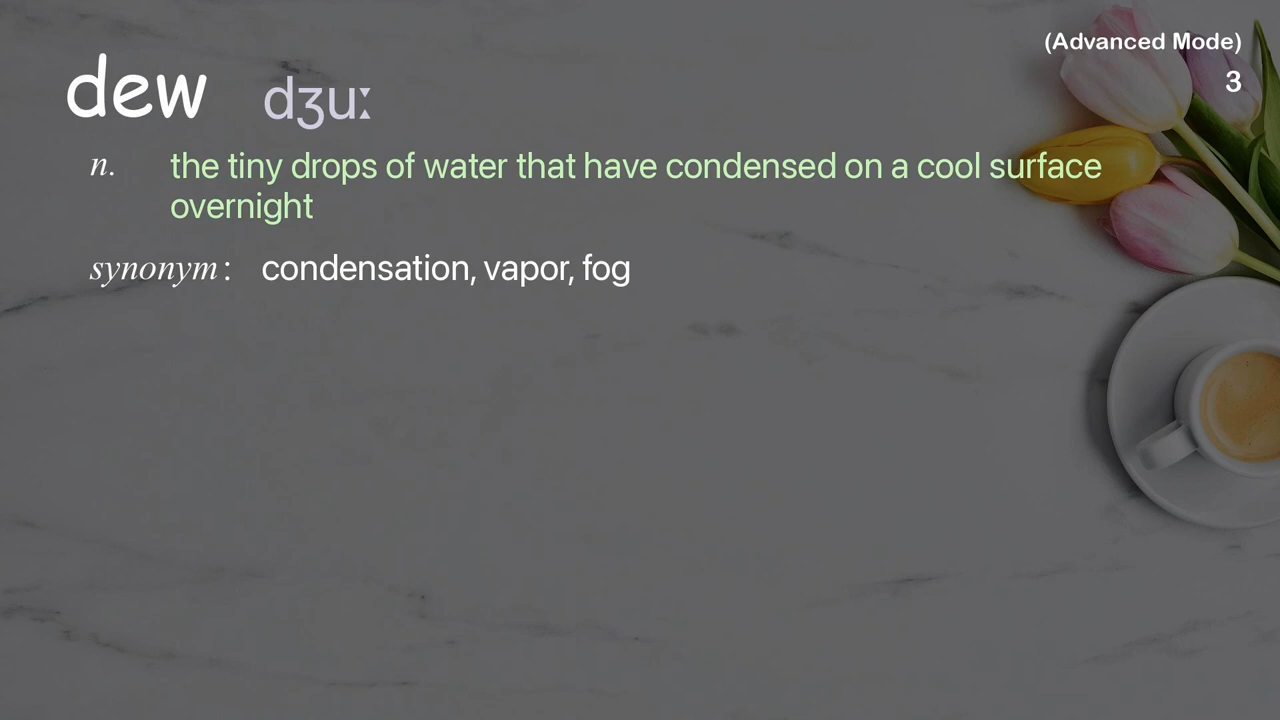 (Advanced Mode)
dew dʒuː
3
n. the tiny drops of water that have condensed on a cool surface
overnight
synonym: condensation, vapor, fog